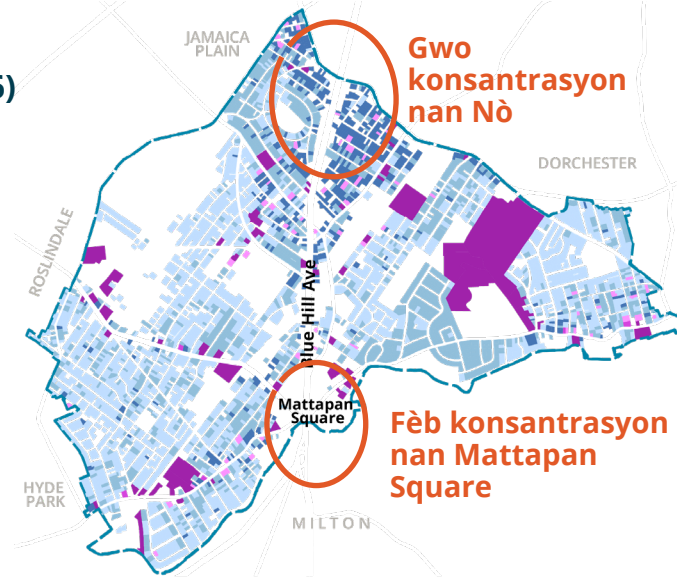 JAMAICA
PLAIN
Gwo
konsantrasyon
nan Nò
5)
DORCHESTER
ROSLINDALE
Blue Hill Ave
Mattapan
Square
Fèb konsantrasyon
nan Mattapan
Square
HYDE
PARK
MILTON